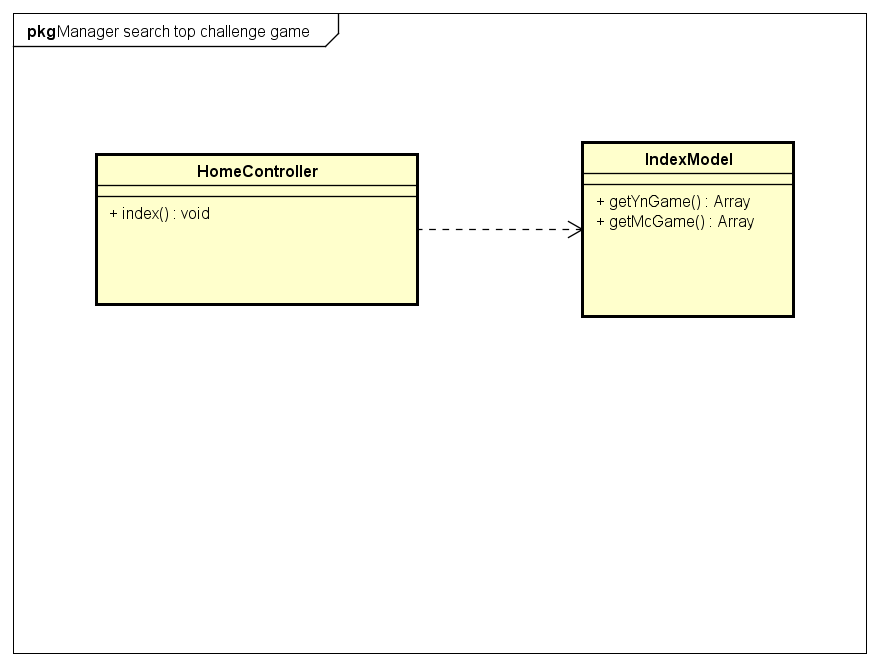 pkgManager search top challenge game
HomeController
+ index() : void
IndexModel
+ getYnGame() : Array
+ getMcGame() : Array